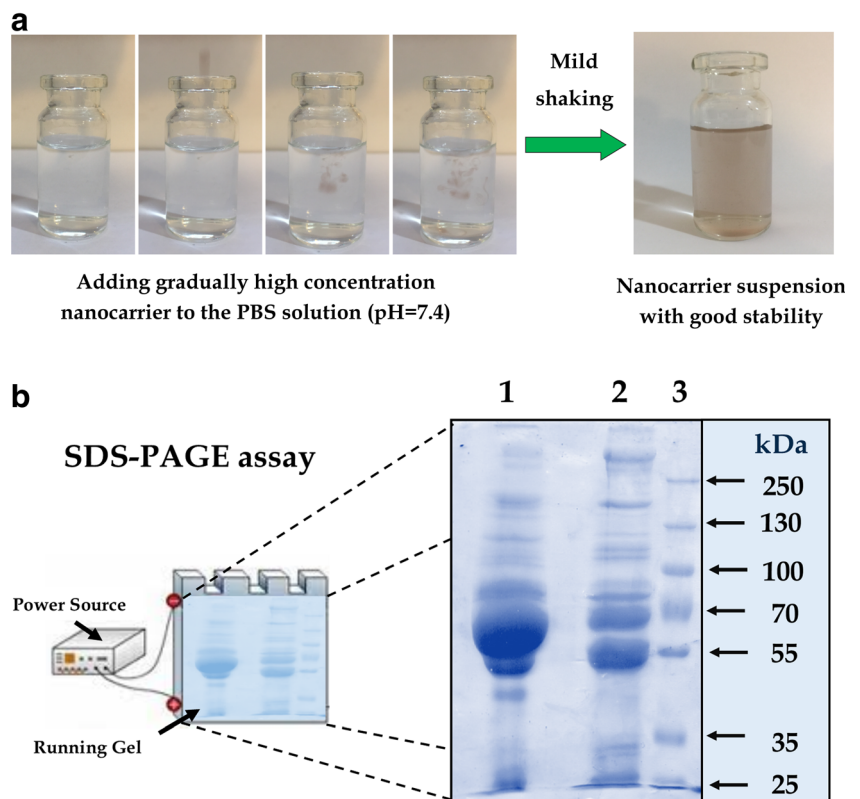 a
Mild
shaking
Adding gradually high concentration
nanocarrier to the PBS solution (pH=7.4)
Nanocarrier suspension
with good stability
b
1 2 3
SDS-PAGE assay
kDa
250
130
100
70
55
35
25
Power Source
−
+
Running Gel